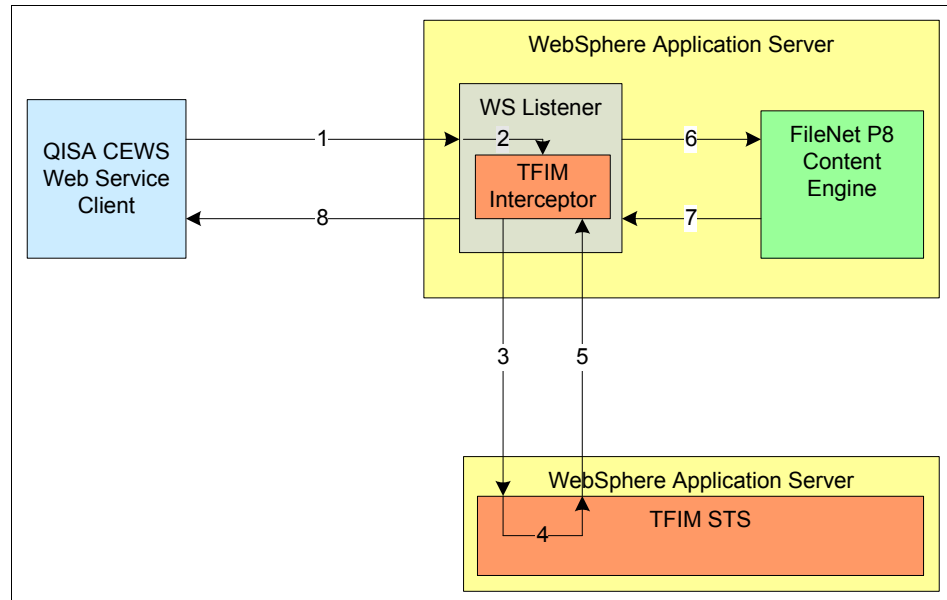 WebSphere Application Server
WS Listener
QISA CEWS
Web Service
Client
1
2
TFIM
Interceptor
6
FileNet P8
Content
Engine
8
7
3
5
WebSphere Application Server
TFIM STS
4